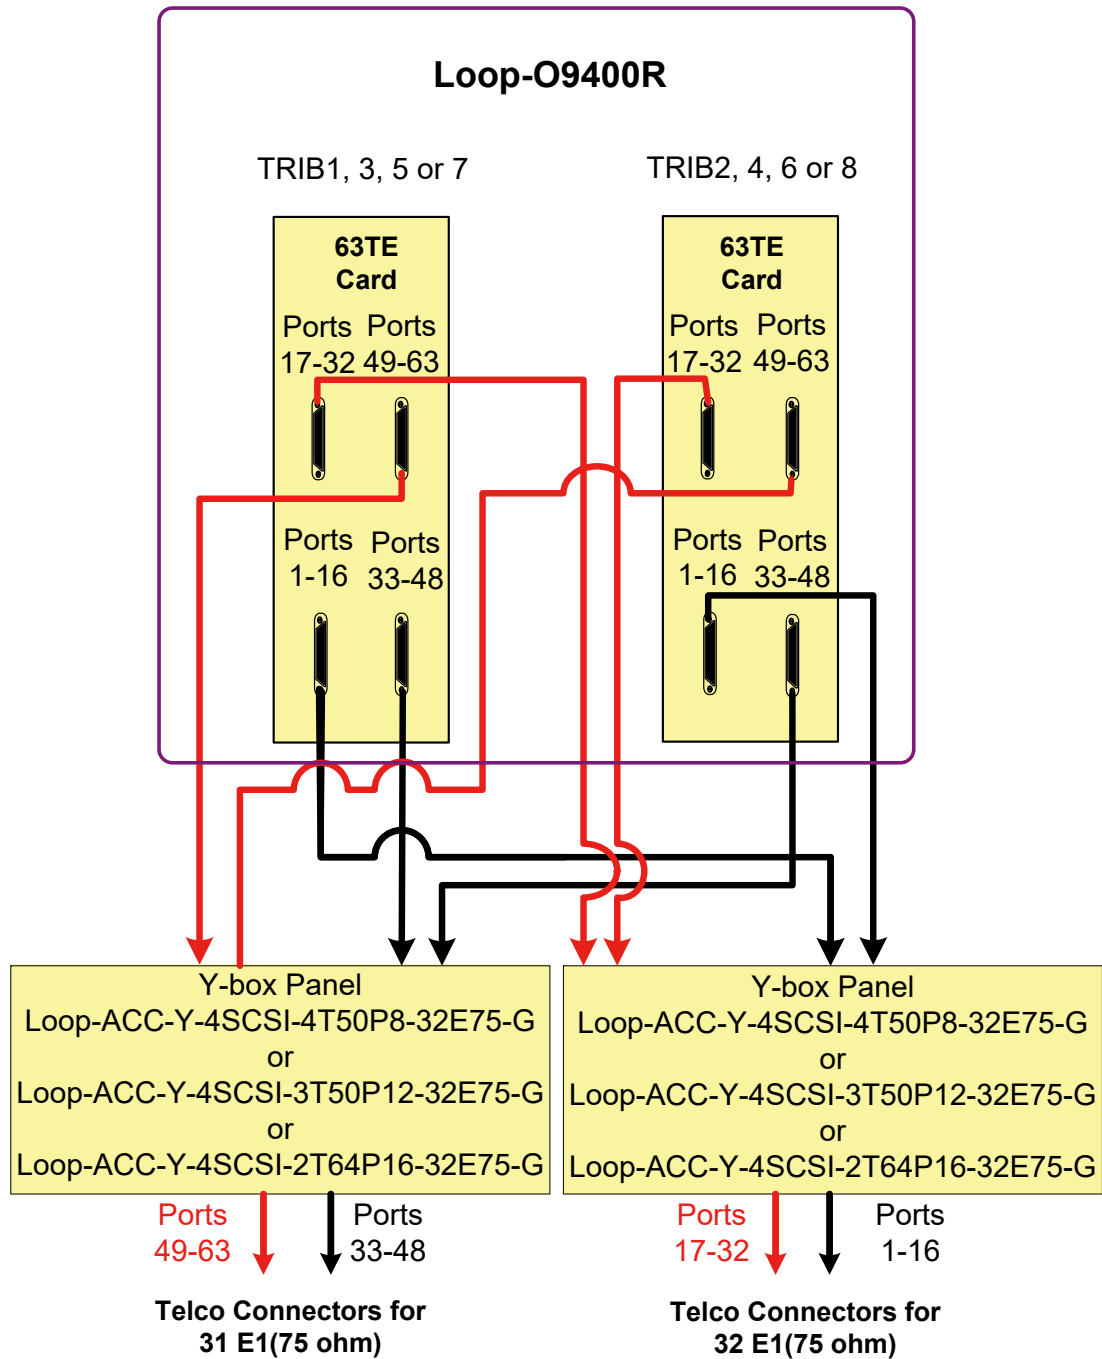 Loop-O9400R
TRIB1, 3, 5 or 7
TRIB2, 4, 6 or 8
63TE
Card
Ports
17-32
Ports
49-63
Ports
1-16
Ports
33-48
63TE
Card
Ports
17-32
Ports
49-63
Ports
1-16
Ports
33-48
Y-box Panel
Loop-ACC-Y-4SCSI-4T50P8-32E75-G
or
Loop-ACC-Y-4SCSI-3T50P12-32E75-G
or
Loop-ACC-Y-4SCSI-2T64P16-32E75-G
Y-box Panel
Loop-ACC-Y-4SCSI-4T50P8-32E75-G
or
Loop-ACC-Y-4SCSI-3T50P12-32E75-G
or
Loop-ACC-Y-4SCSI-2T64P16-32E75-G
Ports
49-63
Ports
33-48
Ports
17-32
Ports
1-16
Telco Connectors for
31 E1(75 ohm)
Telco Connectors for
32 E1(75 ohm)